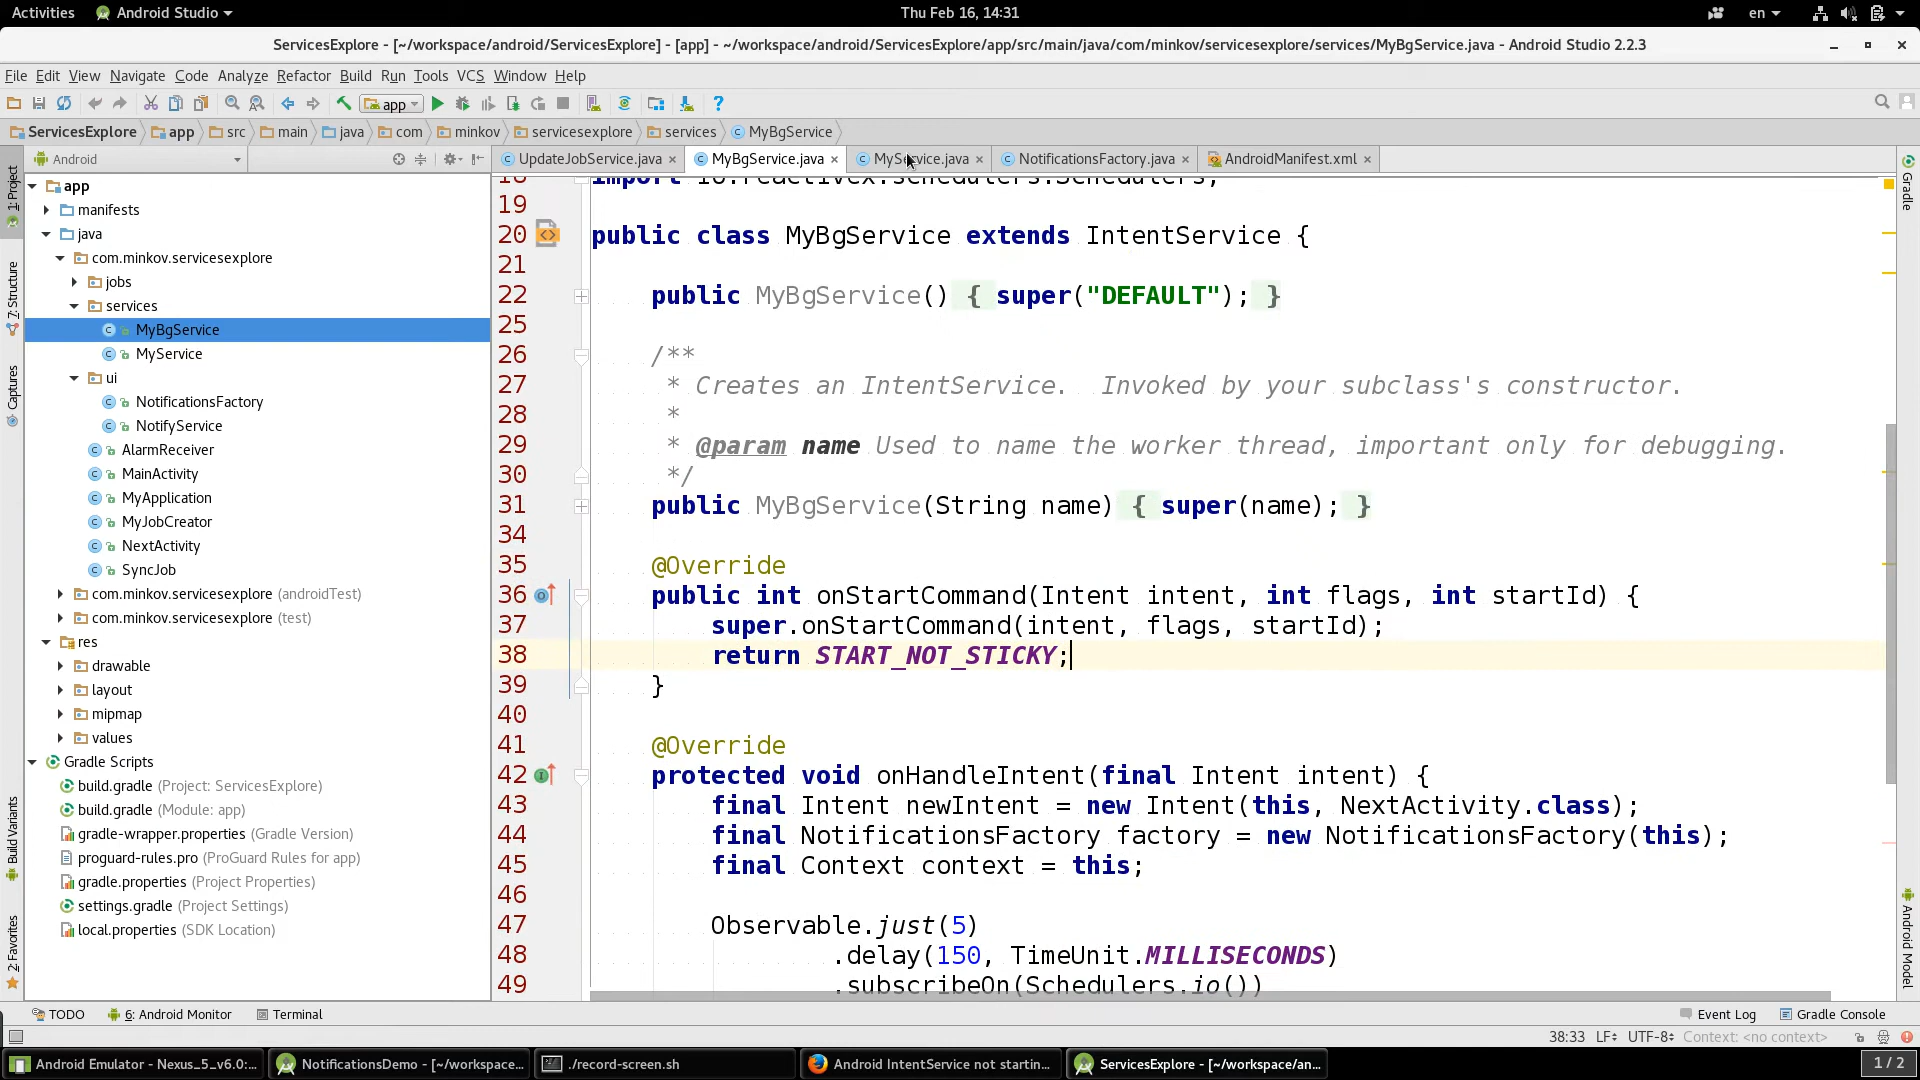 Activities Android Studio Thu Feb 16, 14:31 en
ServicesExplore - [~/workspace/android/ServicesExplore] - [app] - ~/workspace/android/ServicesExplore/app/src/main/java/com/minkov/servicesexplore/services/MyBgService.java - Android Studio 2.2.3
File Edit View Navigate Code Analyze Refactor Build Run Tools VCS Window Help
app
ServicesExplore app src main java com minkov servicesexplore services MyBgService
Android
UpdateJobService.java MyBgService.java MyService.java NotificationsFactory.java AndroidManifest.xml
1: Project
7: Structure
Captures
Build Variants
2: Favorites
app
manifests
java
com.minkov.servicesexplore
jobs
services
MyBgService
MyService
ui
NotificationsFactory
NotifyService
AlarmReceiver
MainActivity
MyApplication
MyJobCreator
NextActivity
SyncJob
com.minkov.servicesexplore (androidTest)
com.minkov.servicesexplore (test)
res
drawable
layout
mipmap
values
Gradle Scripts
build.gradle (Project: ServicesExplore)
build.gradle (Module: app)
gradle-wrapper.properties (Gradle Version)
proguard-rules.pro (ProGuard Rules for app)
gradle.properties (Project Properties)
settings.gradle (Project Settings)
local.properties (SDK Location)
18 import io.reactivex.schedulers.Schedulers;
19
20 public class MyBgService extends IntentService {
21
22 public MyBgService() { super("DEFAULT"); }
25
26 /**
27 * Creates an IntentService. Invoked by your subclass's constructor.
28 *
29 * @param name Used to name the worker thread, important only for debugging.
30 */
31 public MyBgService(String name) { super(name); }
34
35 @Override
36 public int onStartCommand(Intent intent, int flags, int startId) {
37 super.onStartCommand(intent, flags, startId);
38 return START_NOT_STICKY;
39 }
40
41 @Override
42 protected void onHandleIntent(final Intent intent) {
43 final Intent newIntent = new Intent(this, NextActivity.class);
44 final NotificationsFactory factory = new NotificationsFactory(this);
45 final Context context = this;
46
47 Observable.just(5)
48 .delay(150, TimeUnit.MILLISECONDS)
49 .subscribeOn(Schedulers.io())
Gradle
Android Model
TODO 6: Android Monitor Terminal Event Log Gradle Console
38:33 LF UTF-8 Context: <no context>
Android Emulator - Nexus_5_v6.0:... NotificationsDemo - [~/workspace... ./record-screen.sh Android IntentService not startin... ServicesExplore - [~/workspace/an... 1 / 2